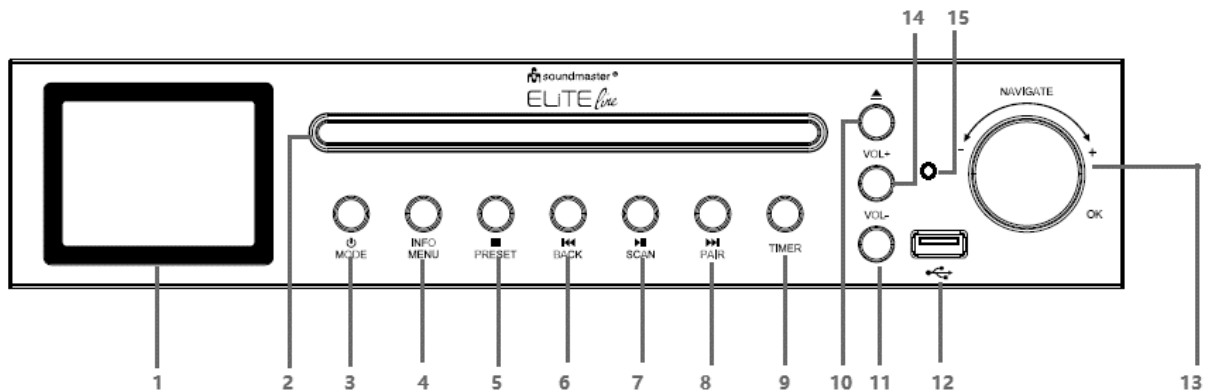 14 15
soundmaster®
ELiTE line
NAVIGATE
VOL+
- +
VOL-
OK
MODE
INFO
MENU
PRESET
BACK
SCAN
PAIR
TIMER
1 2 3 4 5 6 7 8 9 10 11 12 13